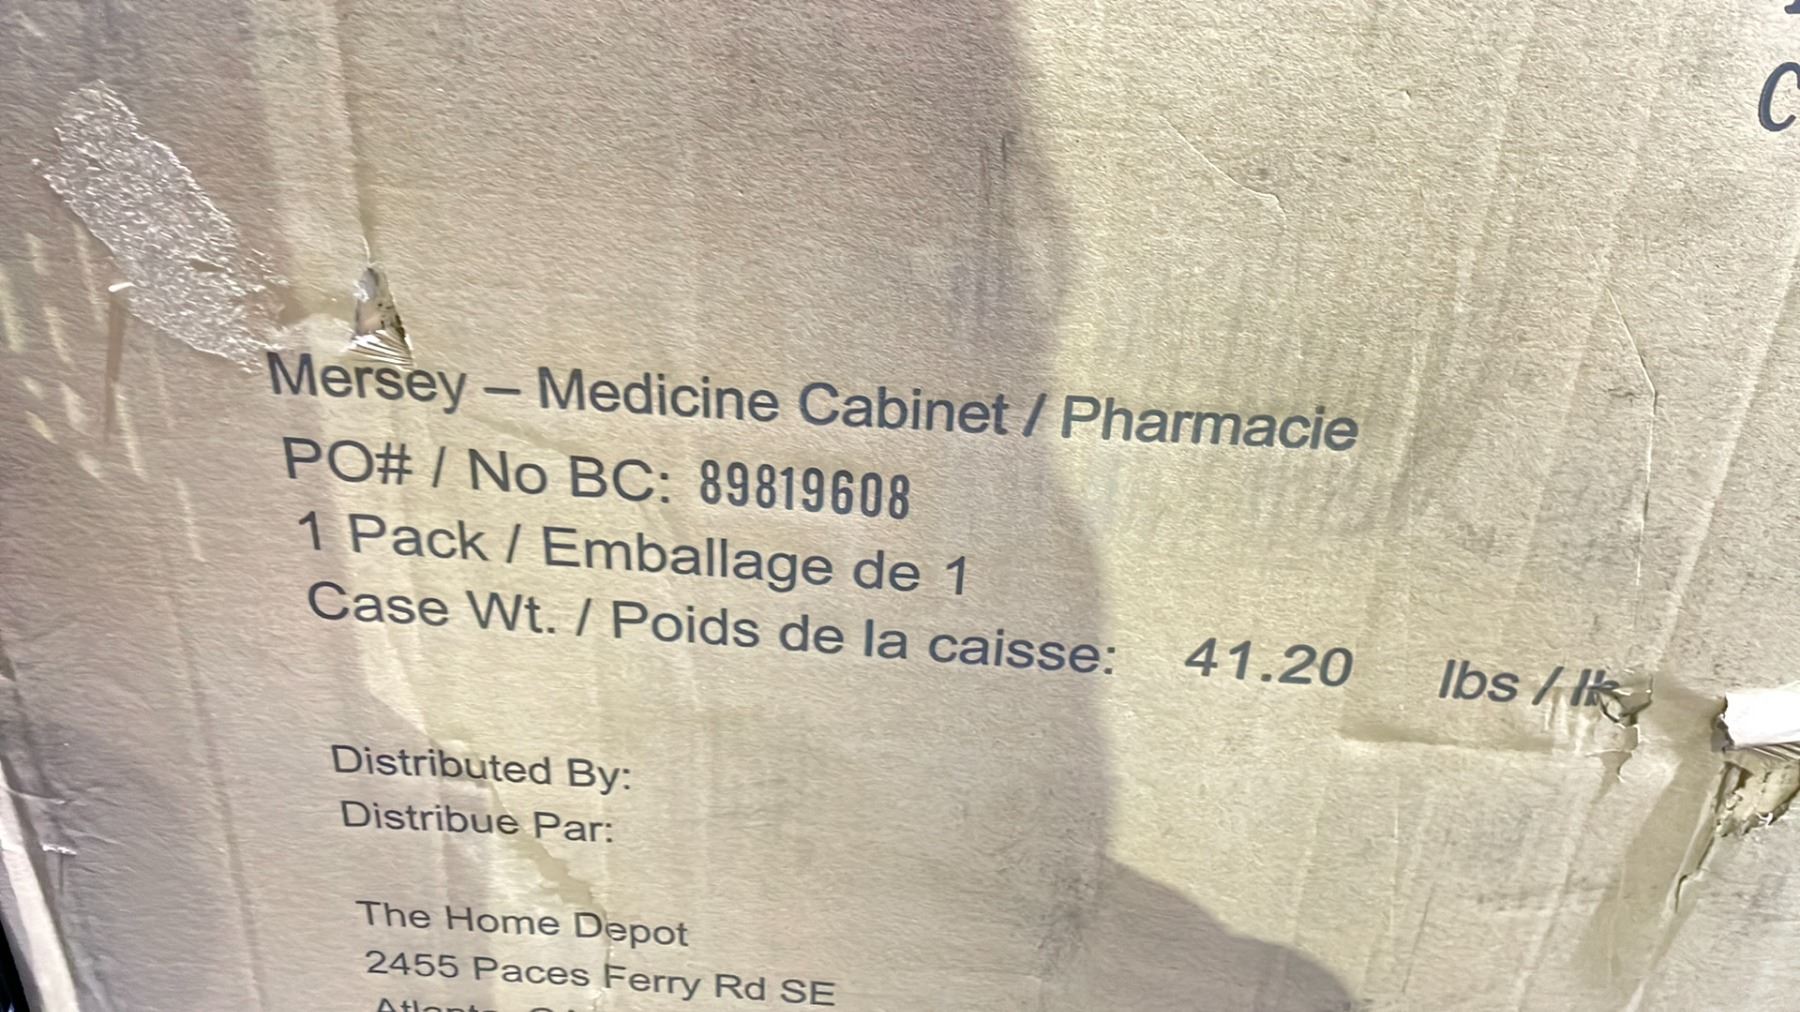 Mersey – Medicine Cabinet / Pharmacie
PO# / No BC: 89819608
1 Pack / Emballage de 1
Case Wt. / Poids de la caisse: 41.20 lbs /
Distributed By:
Distribue Par:
The Home Depot
2455 Paces Ferry Rd SE